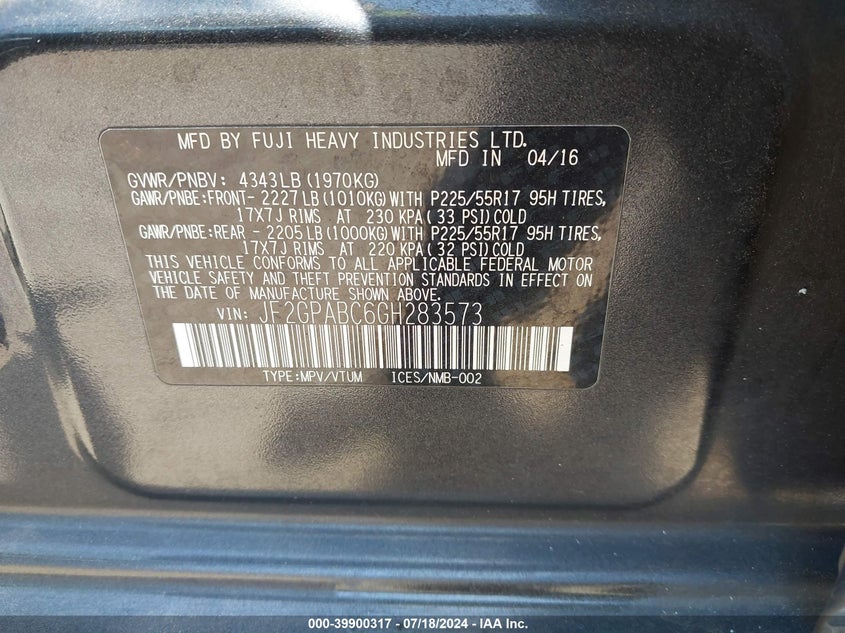 MFD BY FUJI HEAVY INDUSTRIES LTD.
MFD IN 04/16
GVWR/PNBV: 4343LB (1970KG)
GAWR/PNBE:FRONT- 2227LB (1010KG) WITH P225/55R17 95H TIRES,
17X7J RIMS AT 230 KPA ( 33 PSI) COLD
GAWR/PNBE:REAR - 2205LB (1000KG) WITH P225/55R17 95H TIRES,
17X7J RIMS AT 220 KPA ( 32 PSI) COLD
THIS VEHICLE CONFORMS TO ALL APPLICABLE FEDERAL MOTOR
VEHICLE SAFETY AND THEFT PREVENTION STANDARDS IN EFFECT ON
THE DATE OF MANUFACTURE SHOWN ABOVE.
VIN: JF2GPABC6GH283573
TYPE:MPV/VTUM ICES/NMB-002
000-39900317 - 07/18/2024 - IAA Inc.